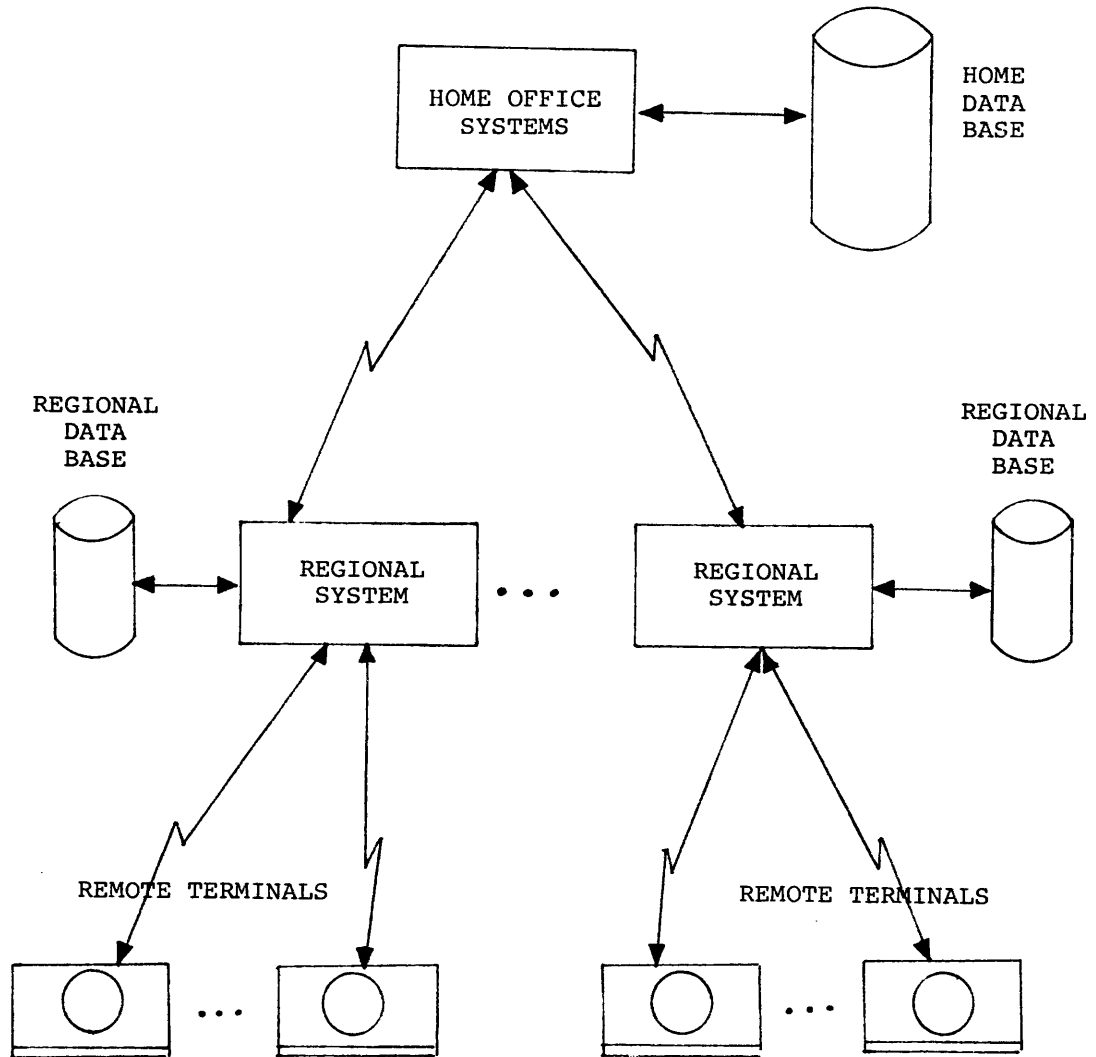 HOME OFFICE
SYSTEMS
HOME
DATA
BASE
REGIONAL
DATA
BASE
REGIONAL
DATA
BASE
REGIONAL
SYSTEM
REGIONAL
SYSTEM
REMOTE TERMINALS
REMOTE TERMINALS